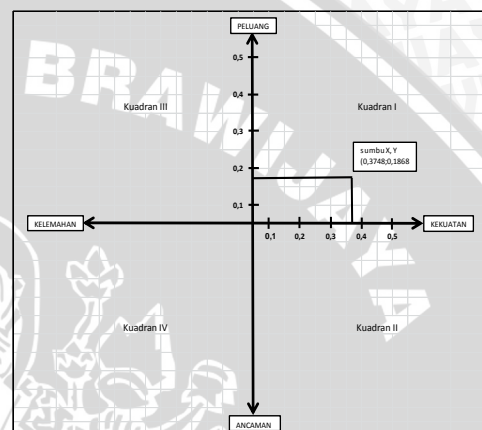 PELUANG
0,5
BRAWIJAYA
0,4
Kuadran III
Kuadran I
0,3
sumbu X, Y
(0,3748;0,1868
0,2
0,1
KELEMAHAN
KEKUATAN
0,1 0,2 0,3 0,4 0,5
Kuadran IV
Kuadran II
ANCAMAN